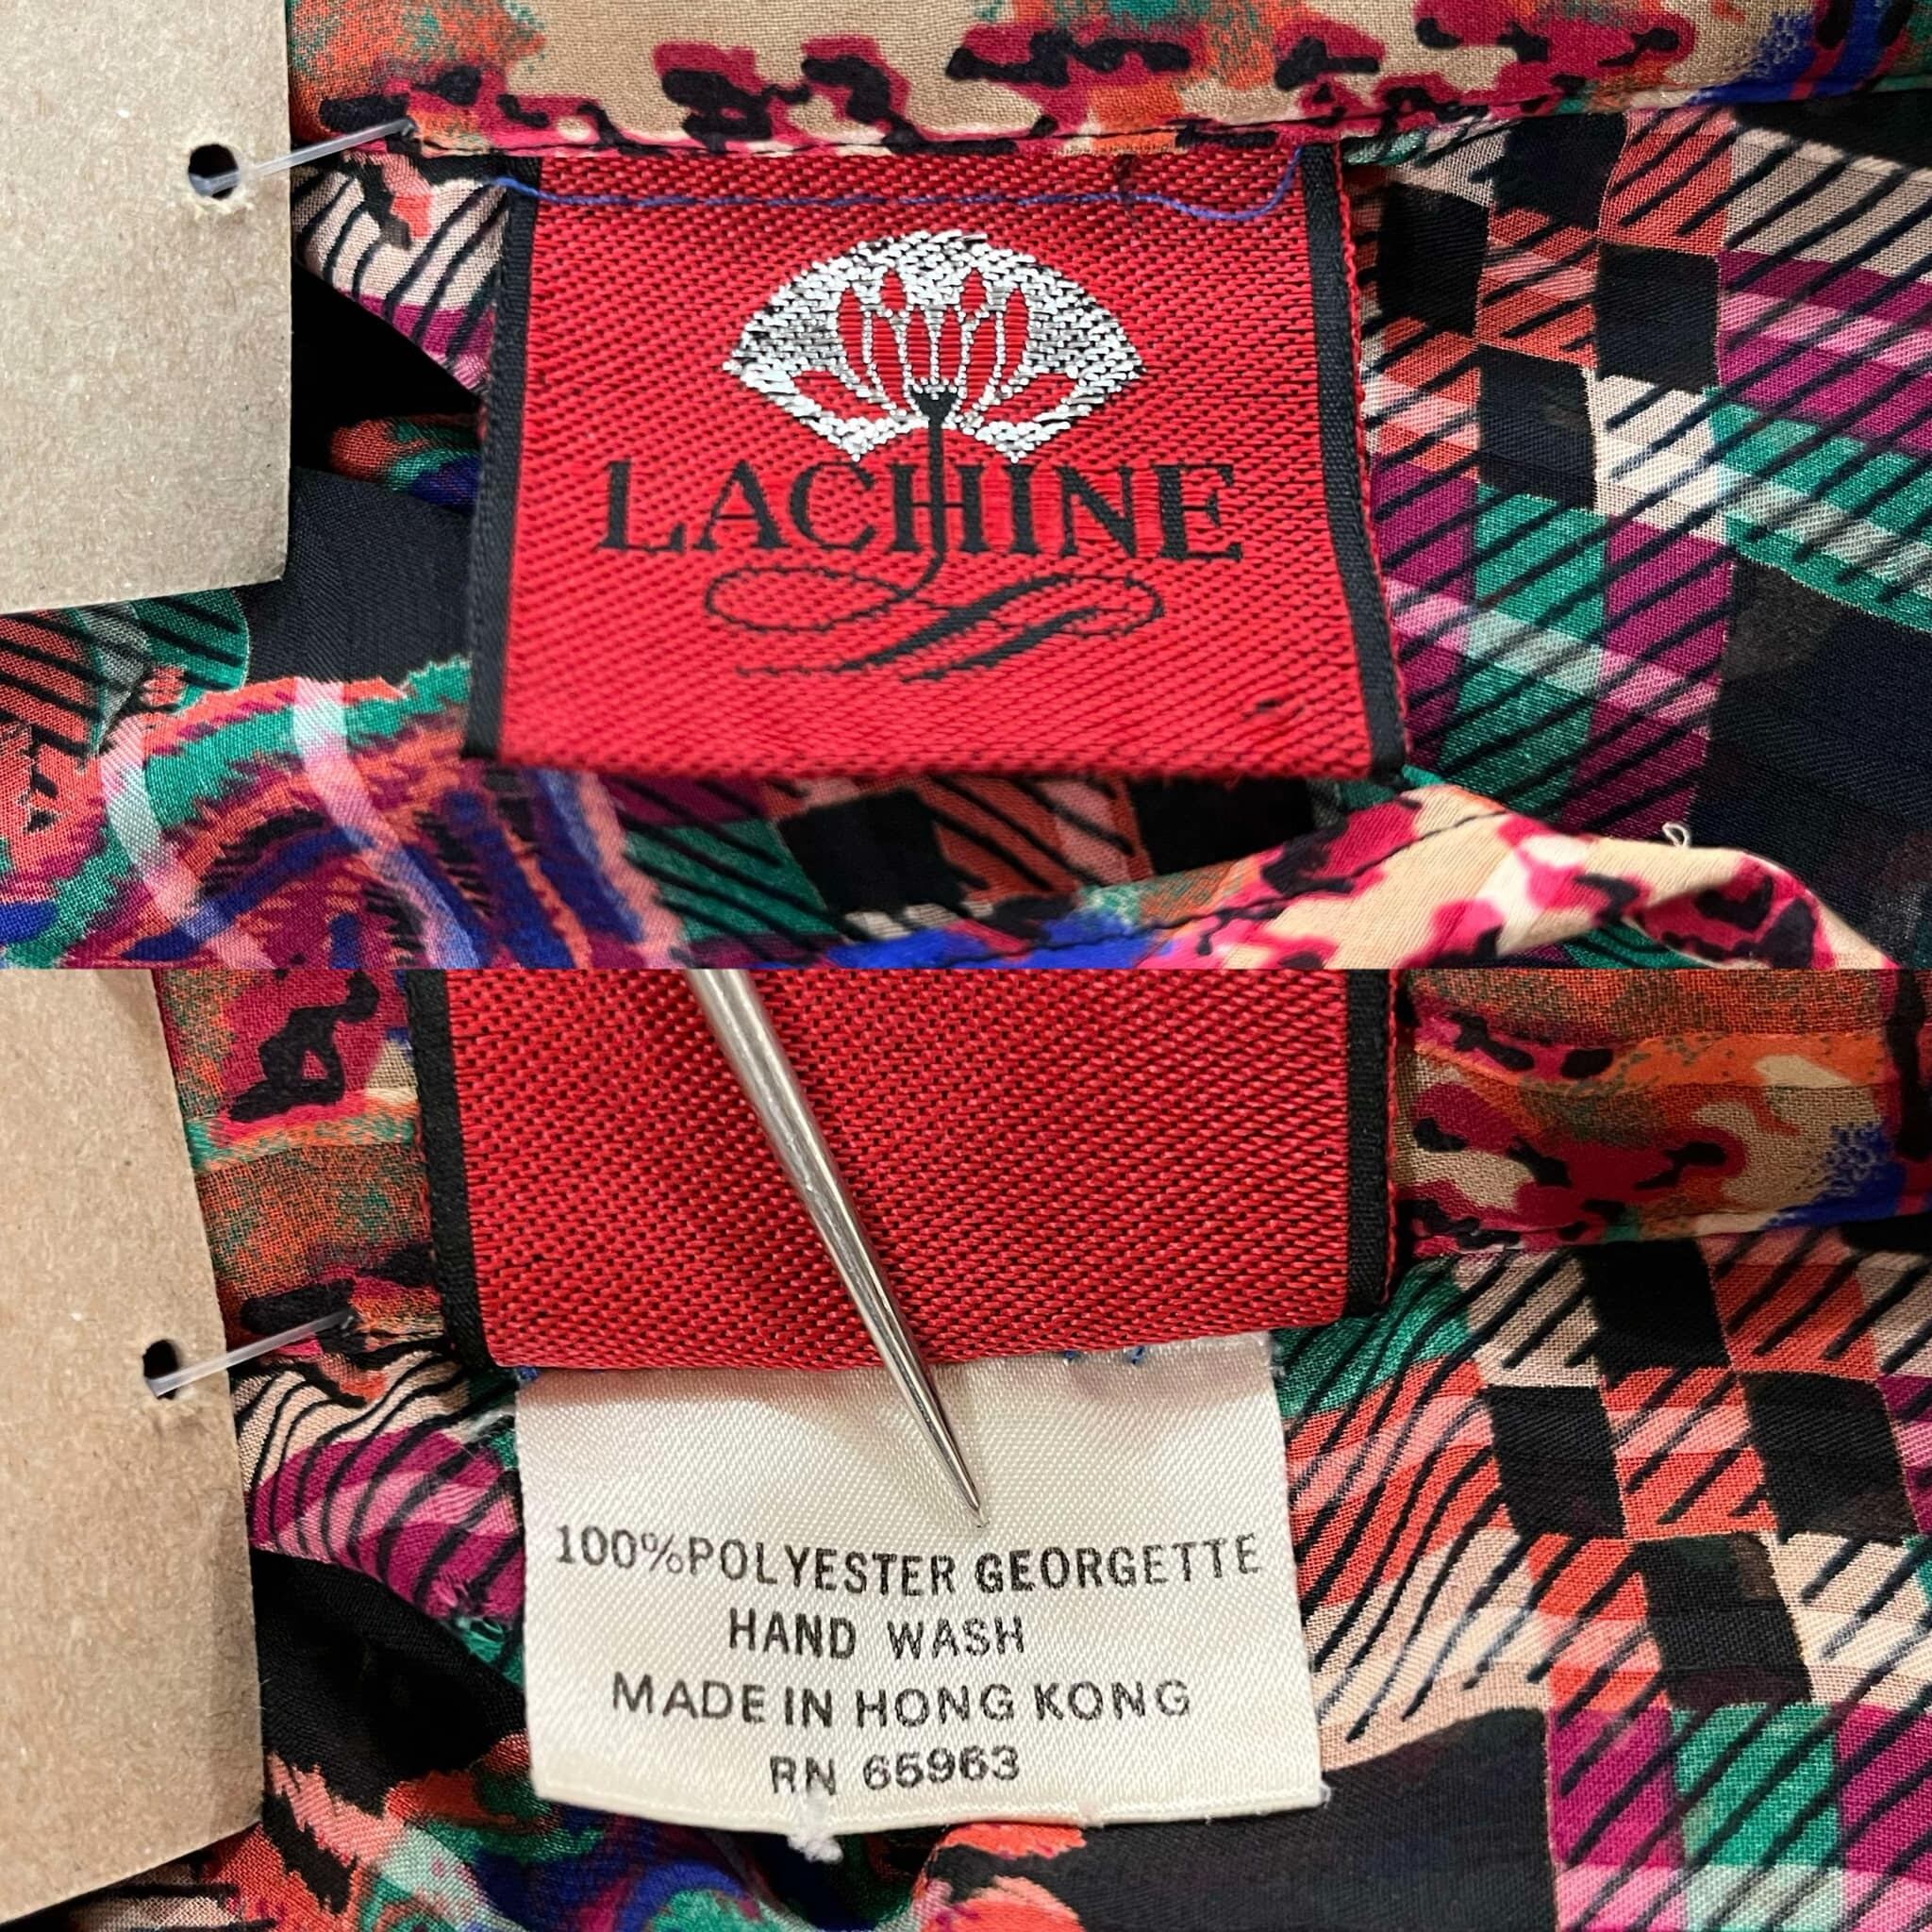 LACHINE
100%POLYESTER GEORGETTE
HAND WASH
MADE IN HONG KONG
RN 65963